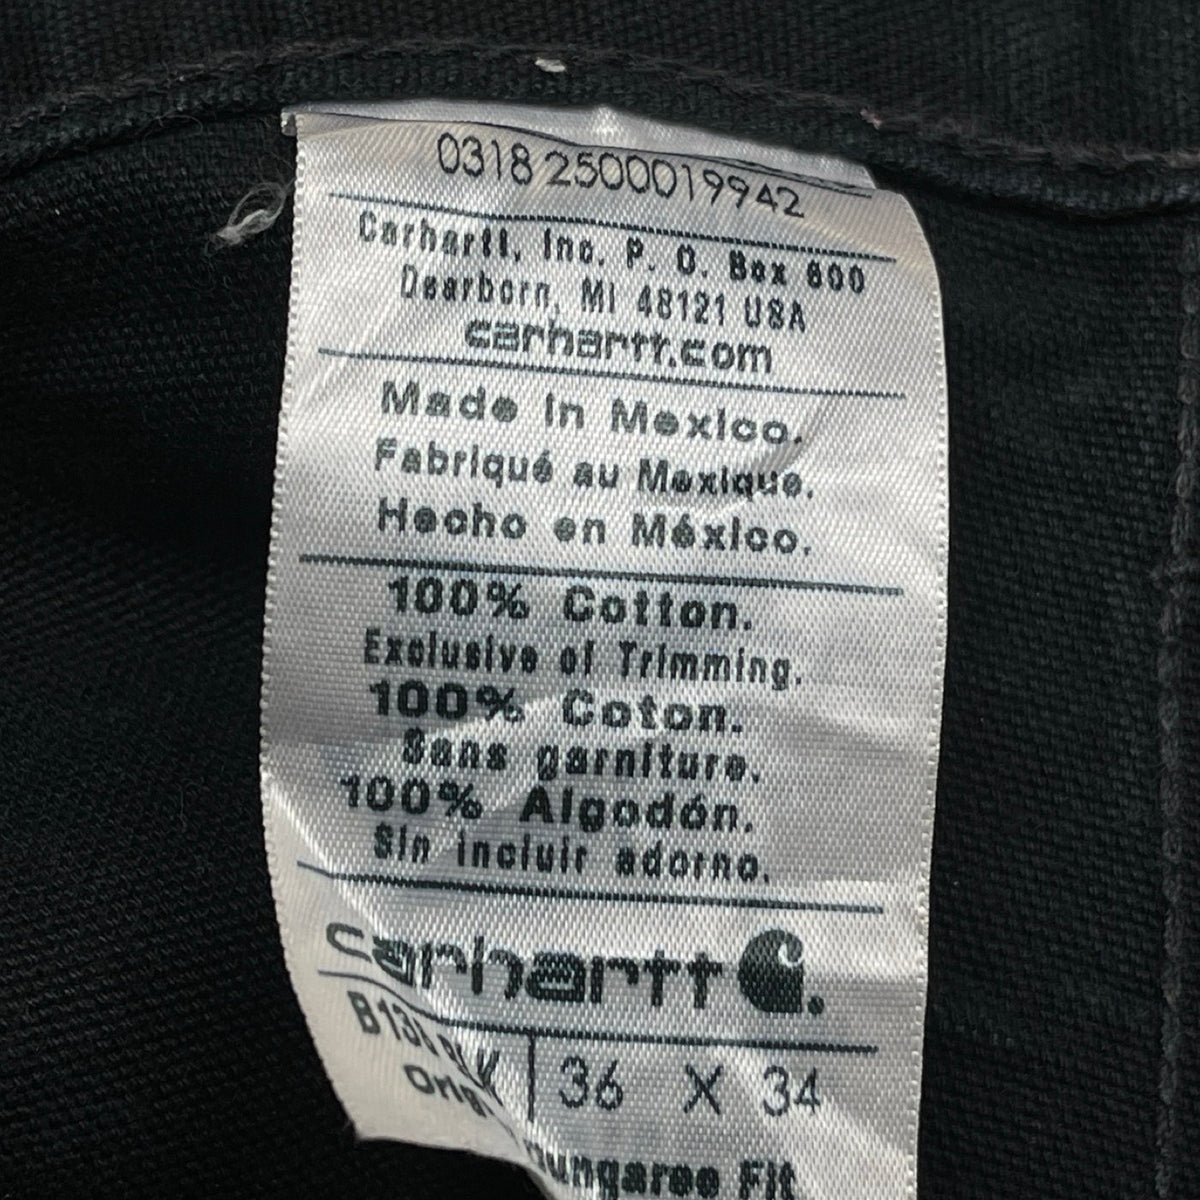 0318 2500019942
Carhartt, Inc. P. O. Box 600
Dearborn, MI 48121 USA
carhartt.com
Made in Mexico.
Fabriqué au Mexique.
Hecho en México.
100% Cotton.
Exclusive of Trimming.
100% Coton.
Sans garniture.
100% Algodón.
Sin incluir adorno.
carhartt.
36 X 34
Fit